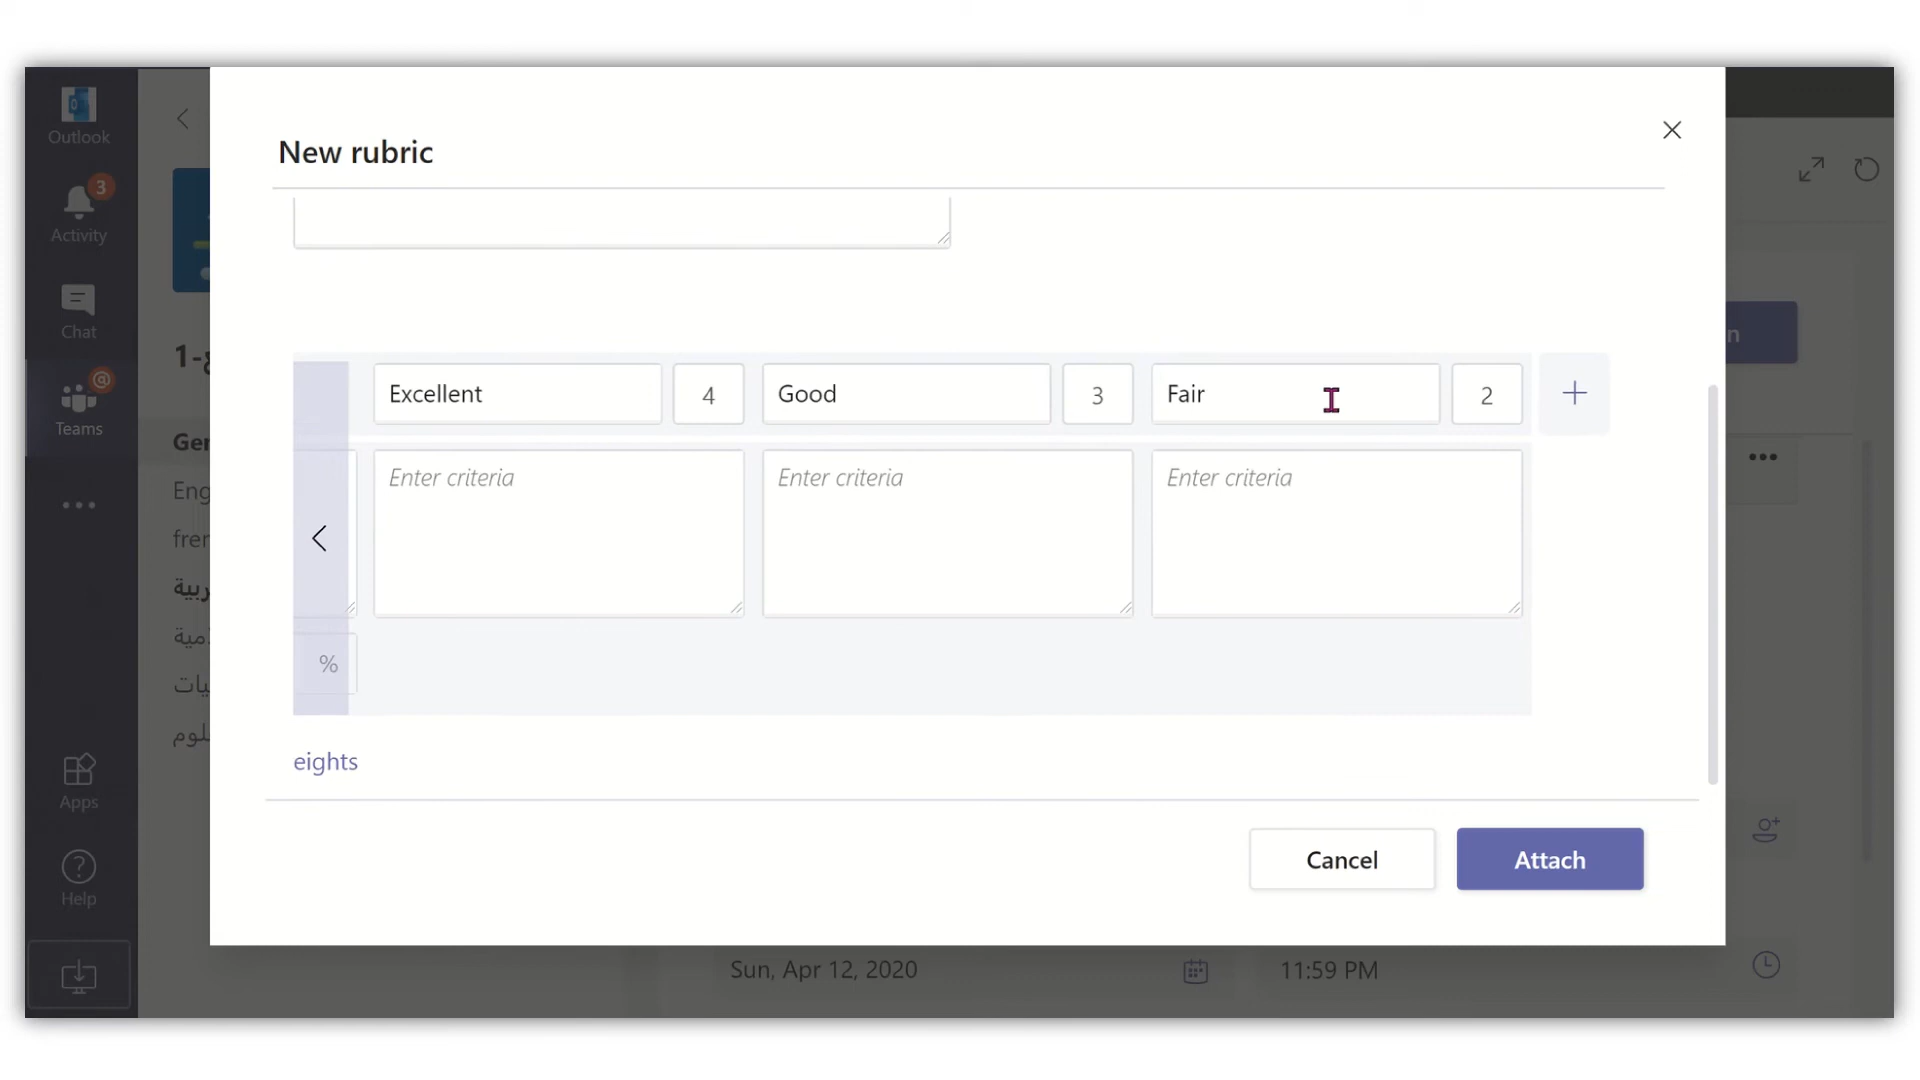 Outlook
3
Activity
Chat
@
Teams
Apps
Help
New rubric
Excellent
4
Good
3
Fair
2
Enter criteria
Enter criteria
Enter criteria
%
eights
Cancel
Attach
Sun, Apr 12, 2020
11:59 PM